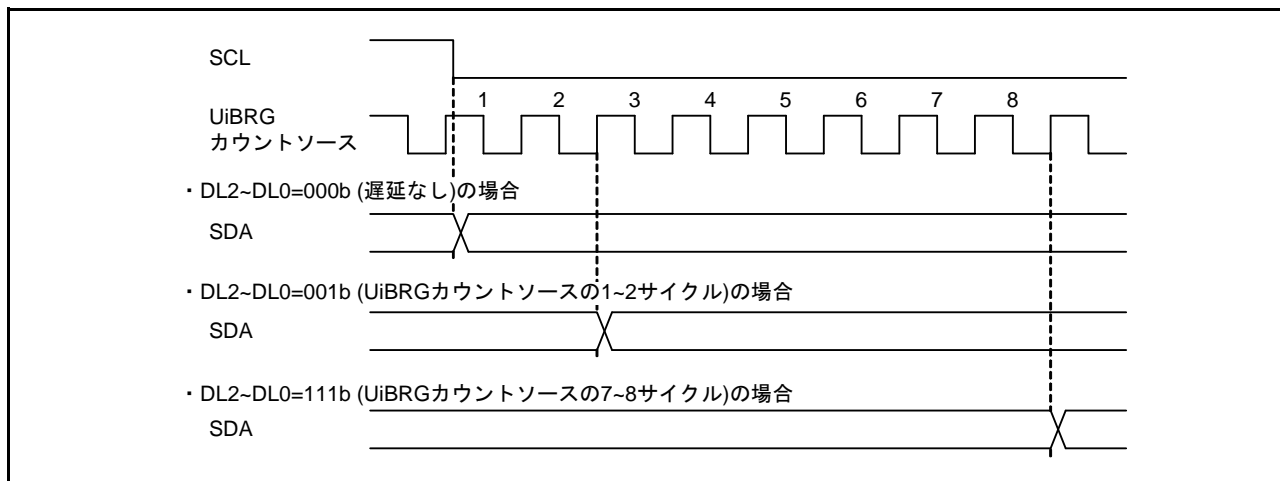 SCL
1 2 3 4 5 6 7 8
UiBRG
カウントソース
・DL2~DL0=000b (遅延なし)の場合
SDA
・DL2~DL0=001b (UiBRGカウントソースの1~2サイクル)の場合
SDA
・DL2~DL0=111b (UiBRGカウントソースの7~8サイクル)の場合
SDA